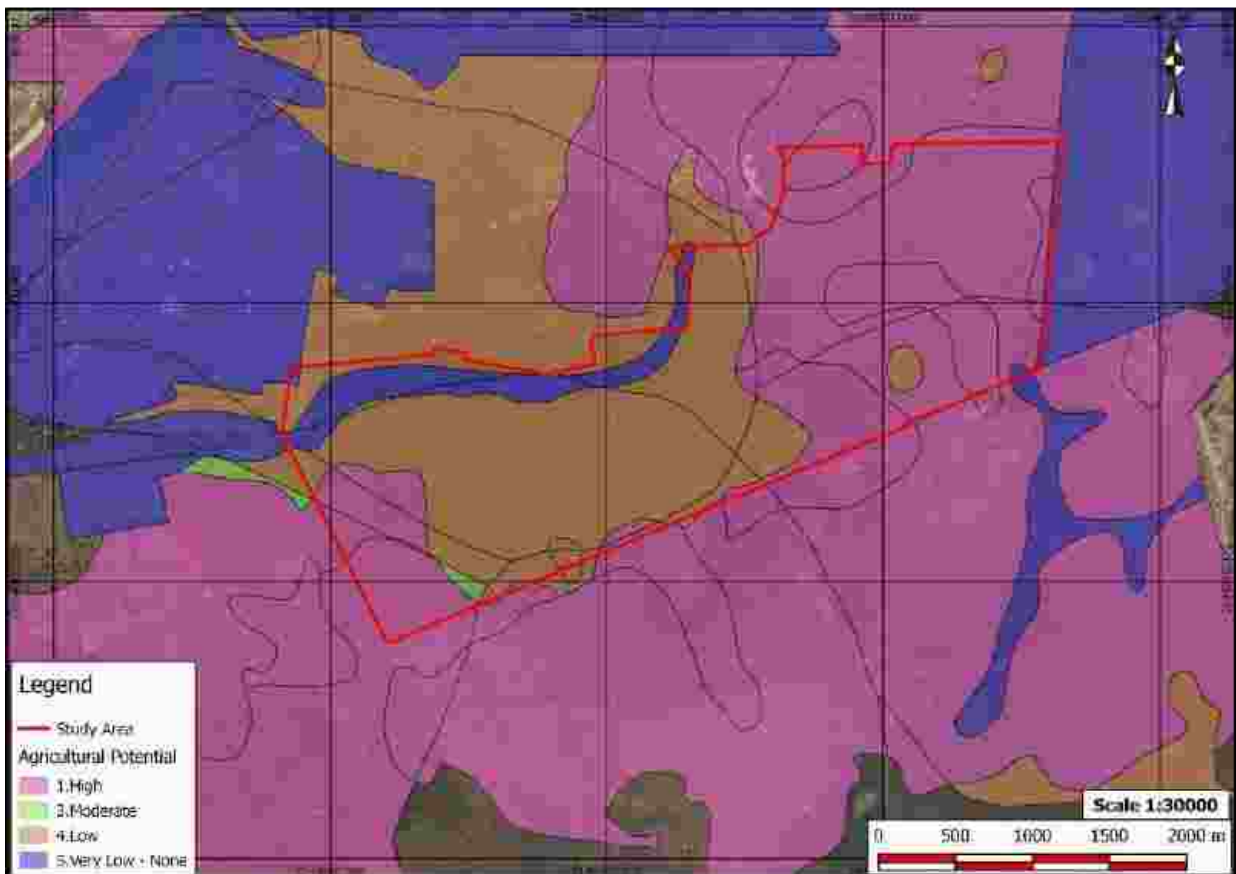 Legend
Study Area
Agricultural Potential
1.High
3.Moderate
4.Low
5.Very Low - None
Scale 1:30000
0 500 1000 1500 2000 m